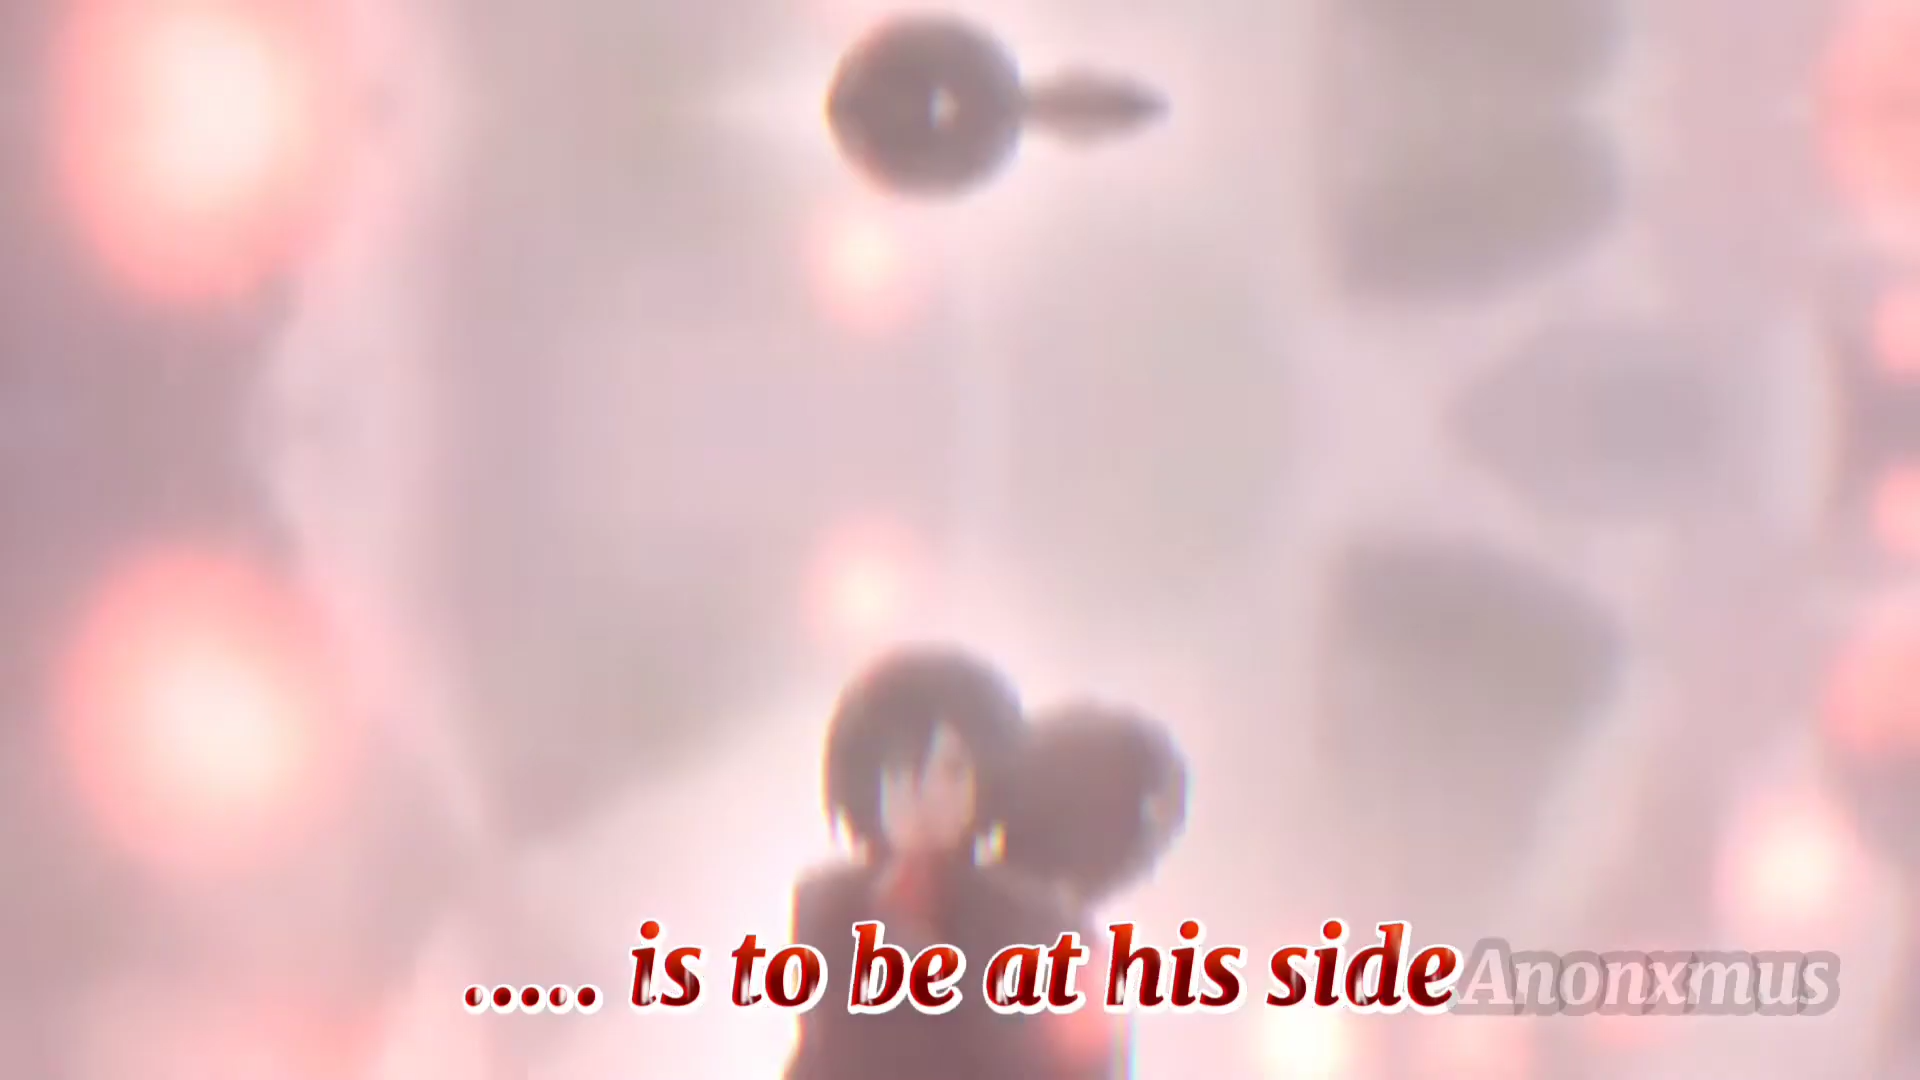 ..... is to be at his side
Anonxmus